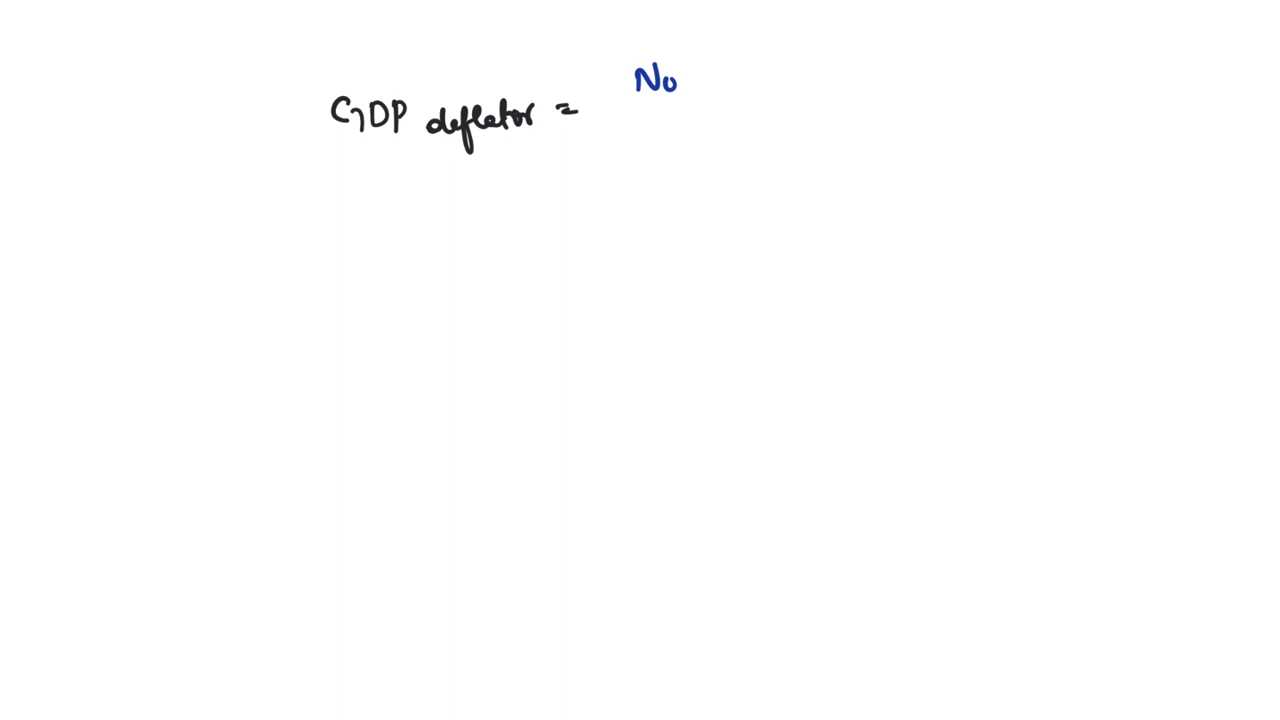 No
GDP deflator =